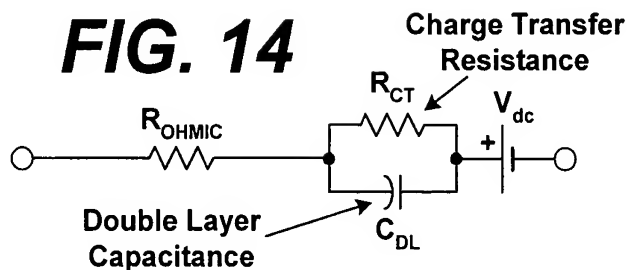 FIG. 14
Charge Transfer
Resistance
R_CT
V_dc
R_OHMIC
+
Double Layer
Capacitance
C_DL